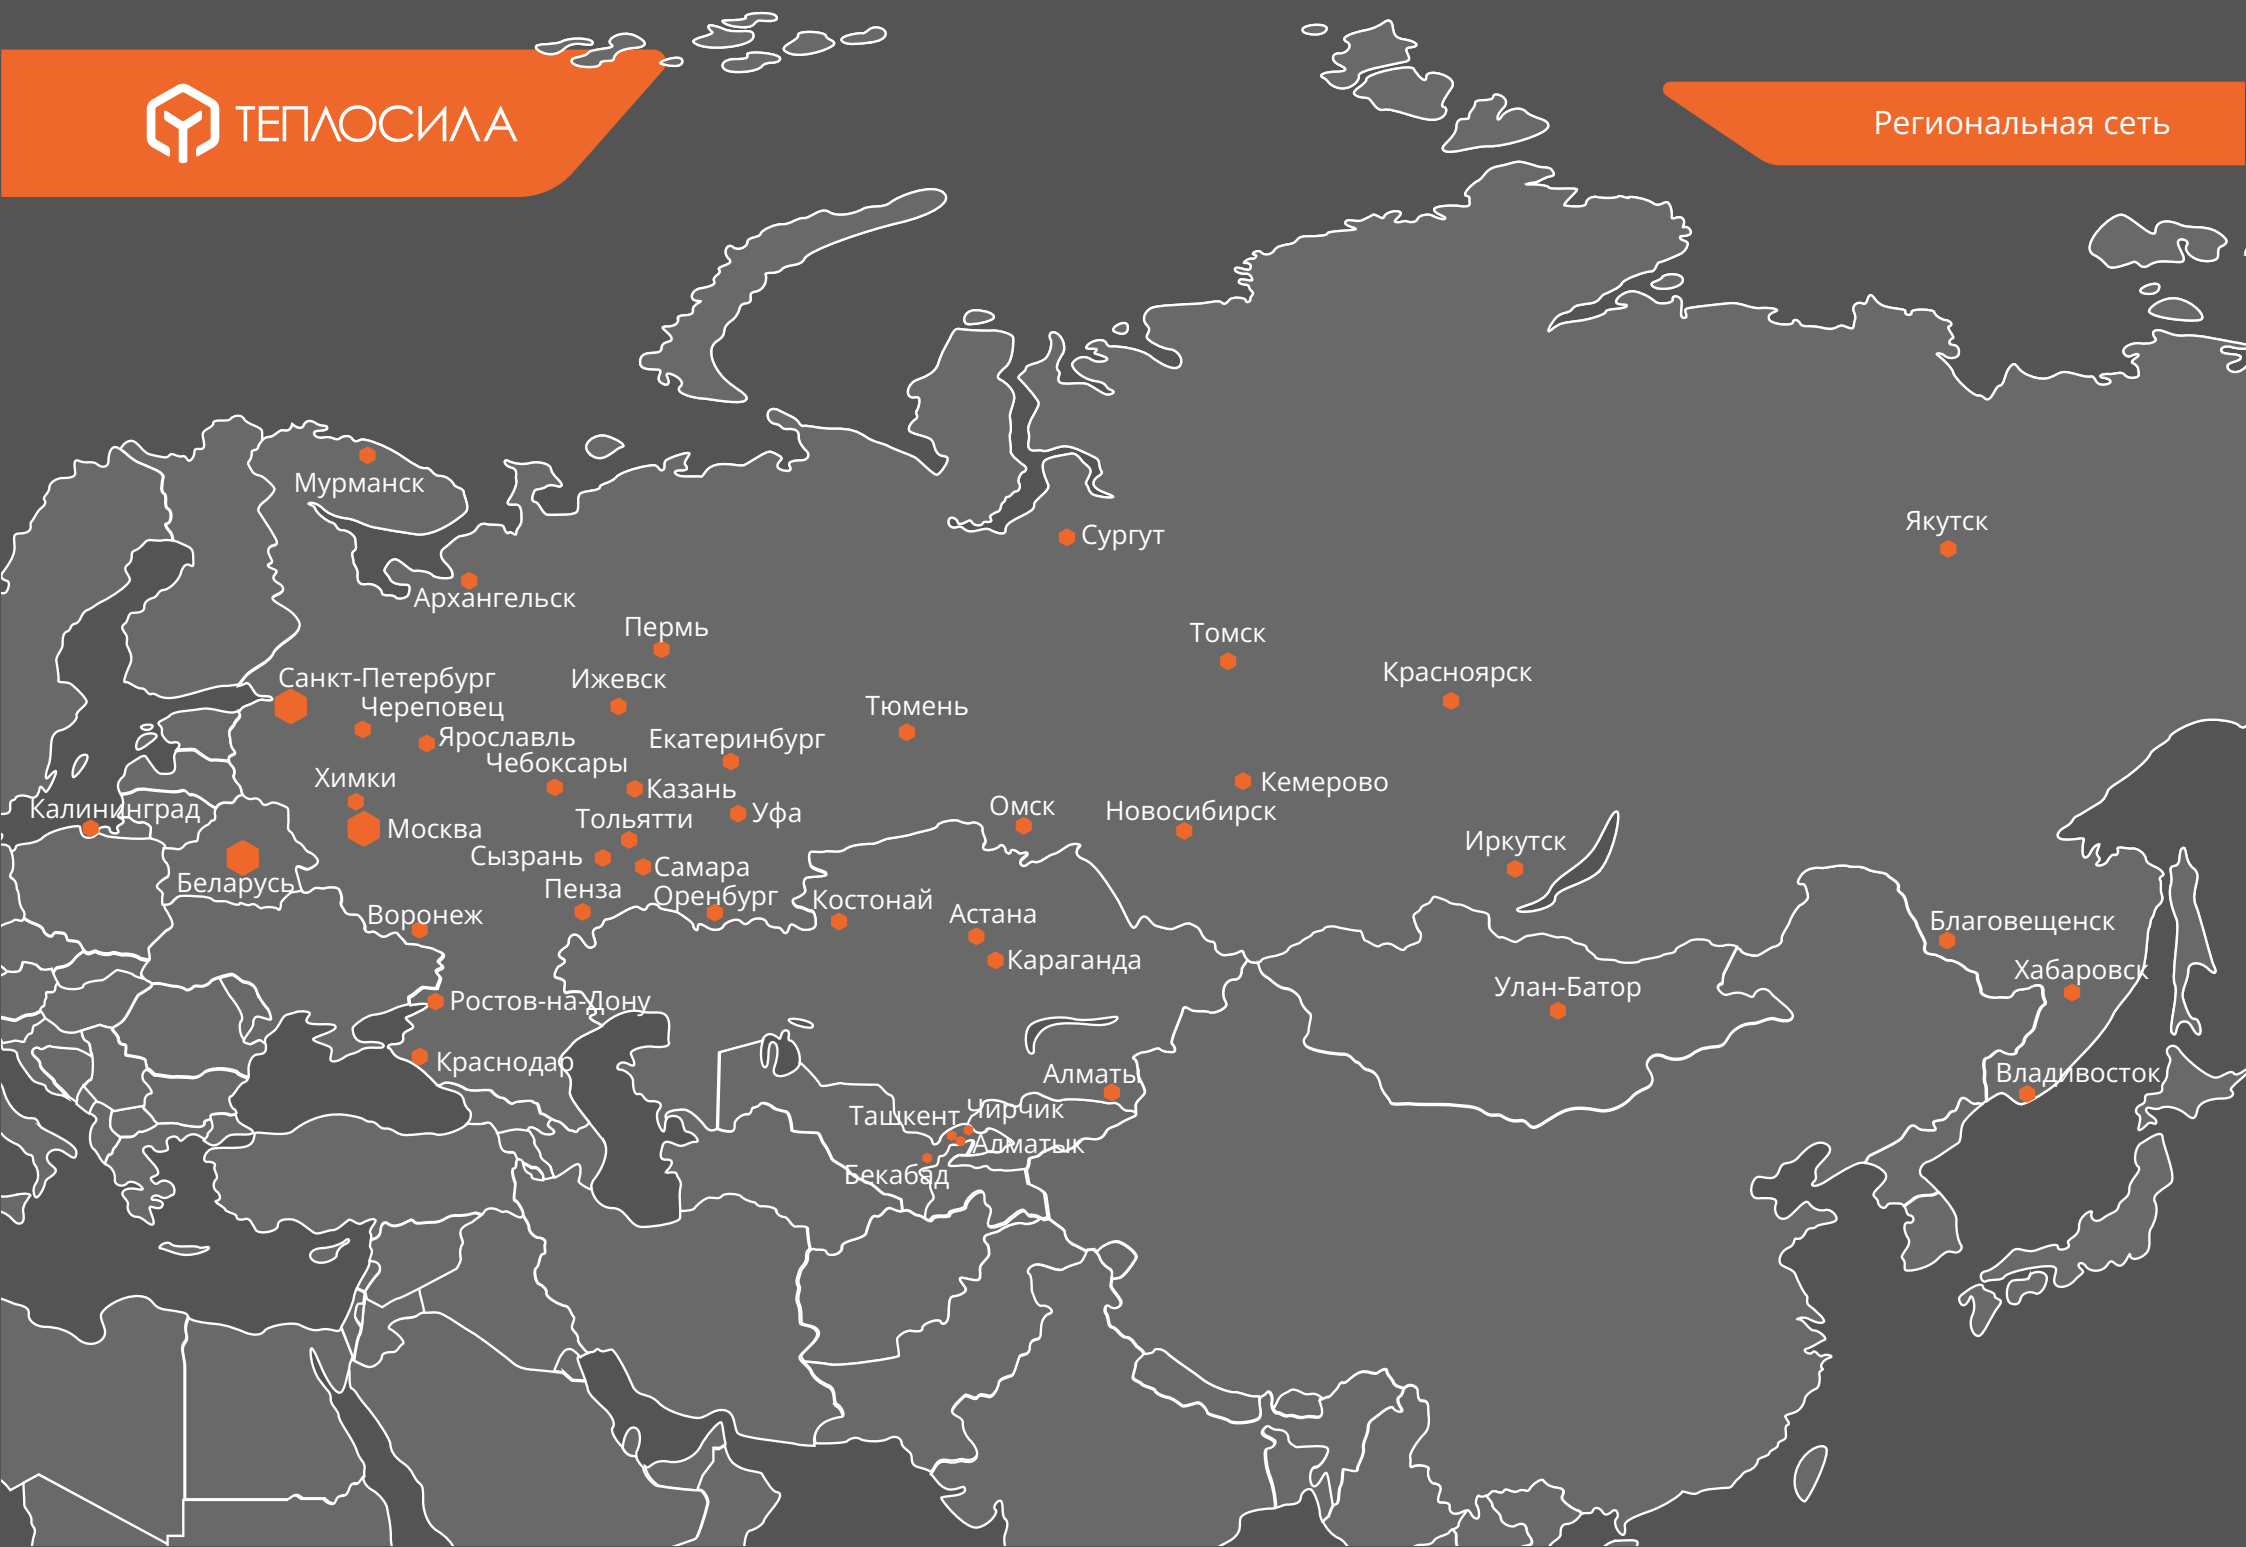 ТЕПЛОСИЛА
Региональная сеть
Мурманск
Сургут
Якутск
Архангельск
Пермь
Томск
Санкт-Петербург
Ижевск
Красноярск
Череповец
Тюмень
Ярославль
Екатеринбург
Чебоксары
Химки
Казань
Кемерово
Калининград
Омск
Новосибирск
Уфа
Тольятти
Москва
Иркутск
Сызрань
Самара
Беларусь
Пенза
Оренбург
Костонай
Воронеж
Астана
Благовещенск
Караганда
Хабаровск
Улан-Батор
Ростов-на-Дону
Краснодар
Алматы
Владивосток
Чирчик
Ташкент
Алматык
Бекабад